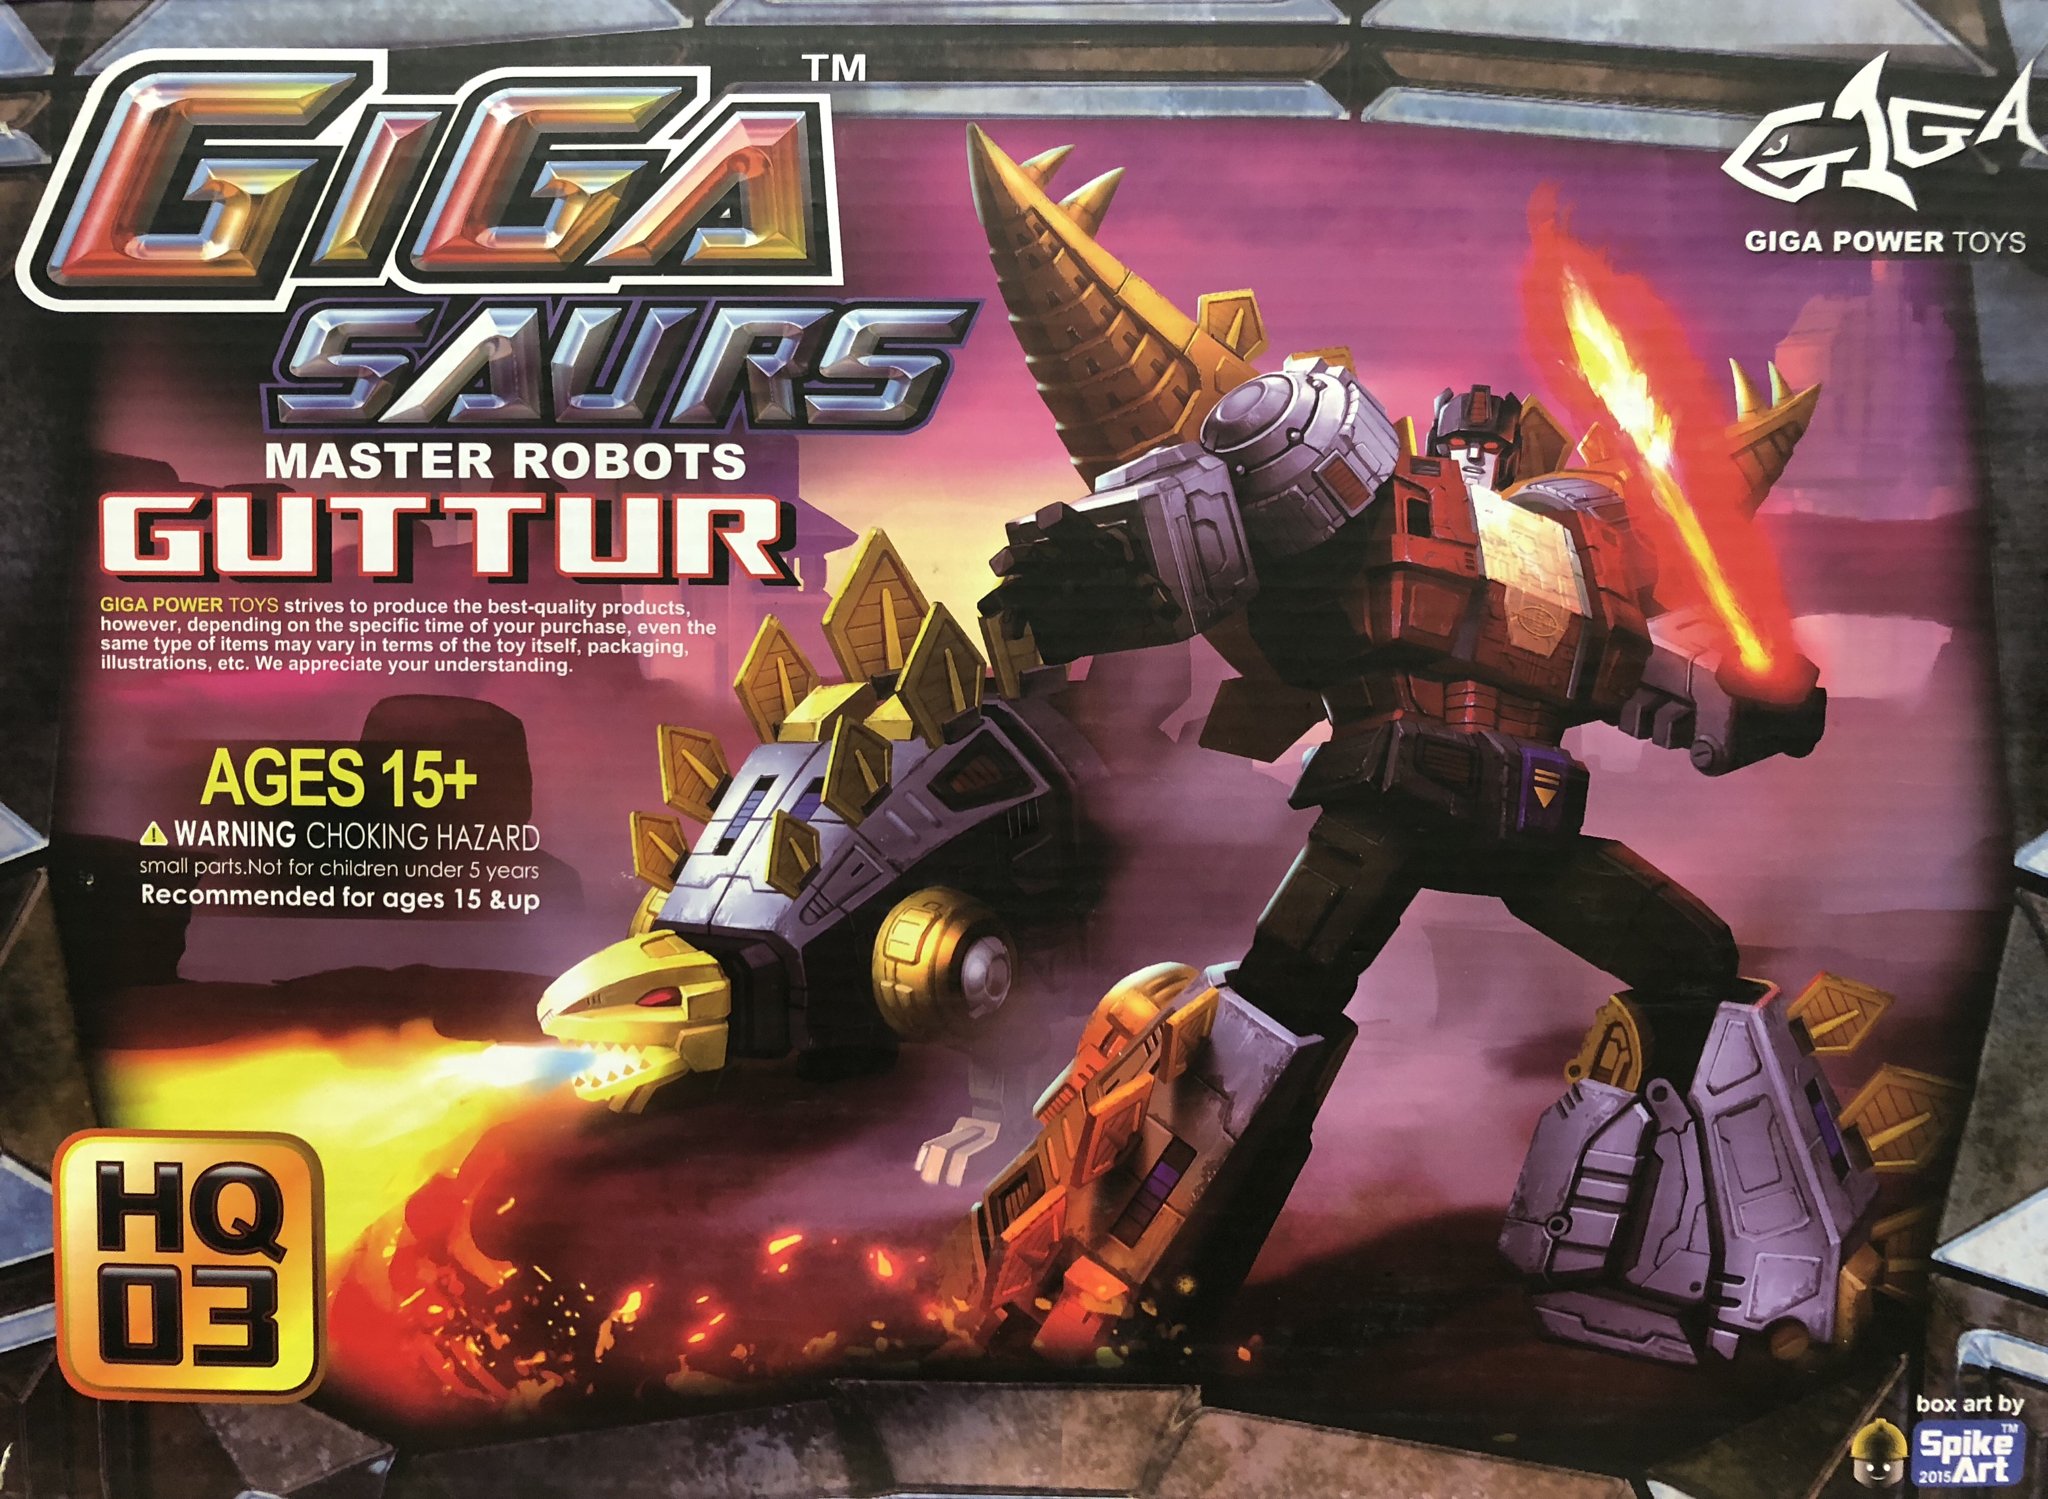 GIGA™
SAURS
MASTER ROBOTS
GUTTUR
GIGA POWER TOYS strives to produce the best-quality products,
however, depending on the specific time of your purchase, even the
same type of items may vary in terms of the toy itself, packaging,
illustrations, etc. We appreciate your understanding.
AGES 15+
WARNING CHOKING HAZARD
small parts.Not for children under 5 years
Recommended for ages 15 &up
HQ
03
GIGA
GIGA POWER TOYS
box art by
Spike™
2015 Art